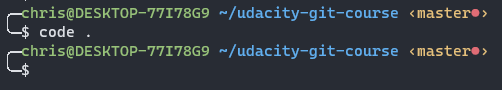 ╭─chris@DESKTOP-77I78G9 ~/udacity-git-course ‹master●›
╰─$ code .
╭─chris@DESKTOP-77I78G9 ~/udacity-git-course ‹master●›
╰─$